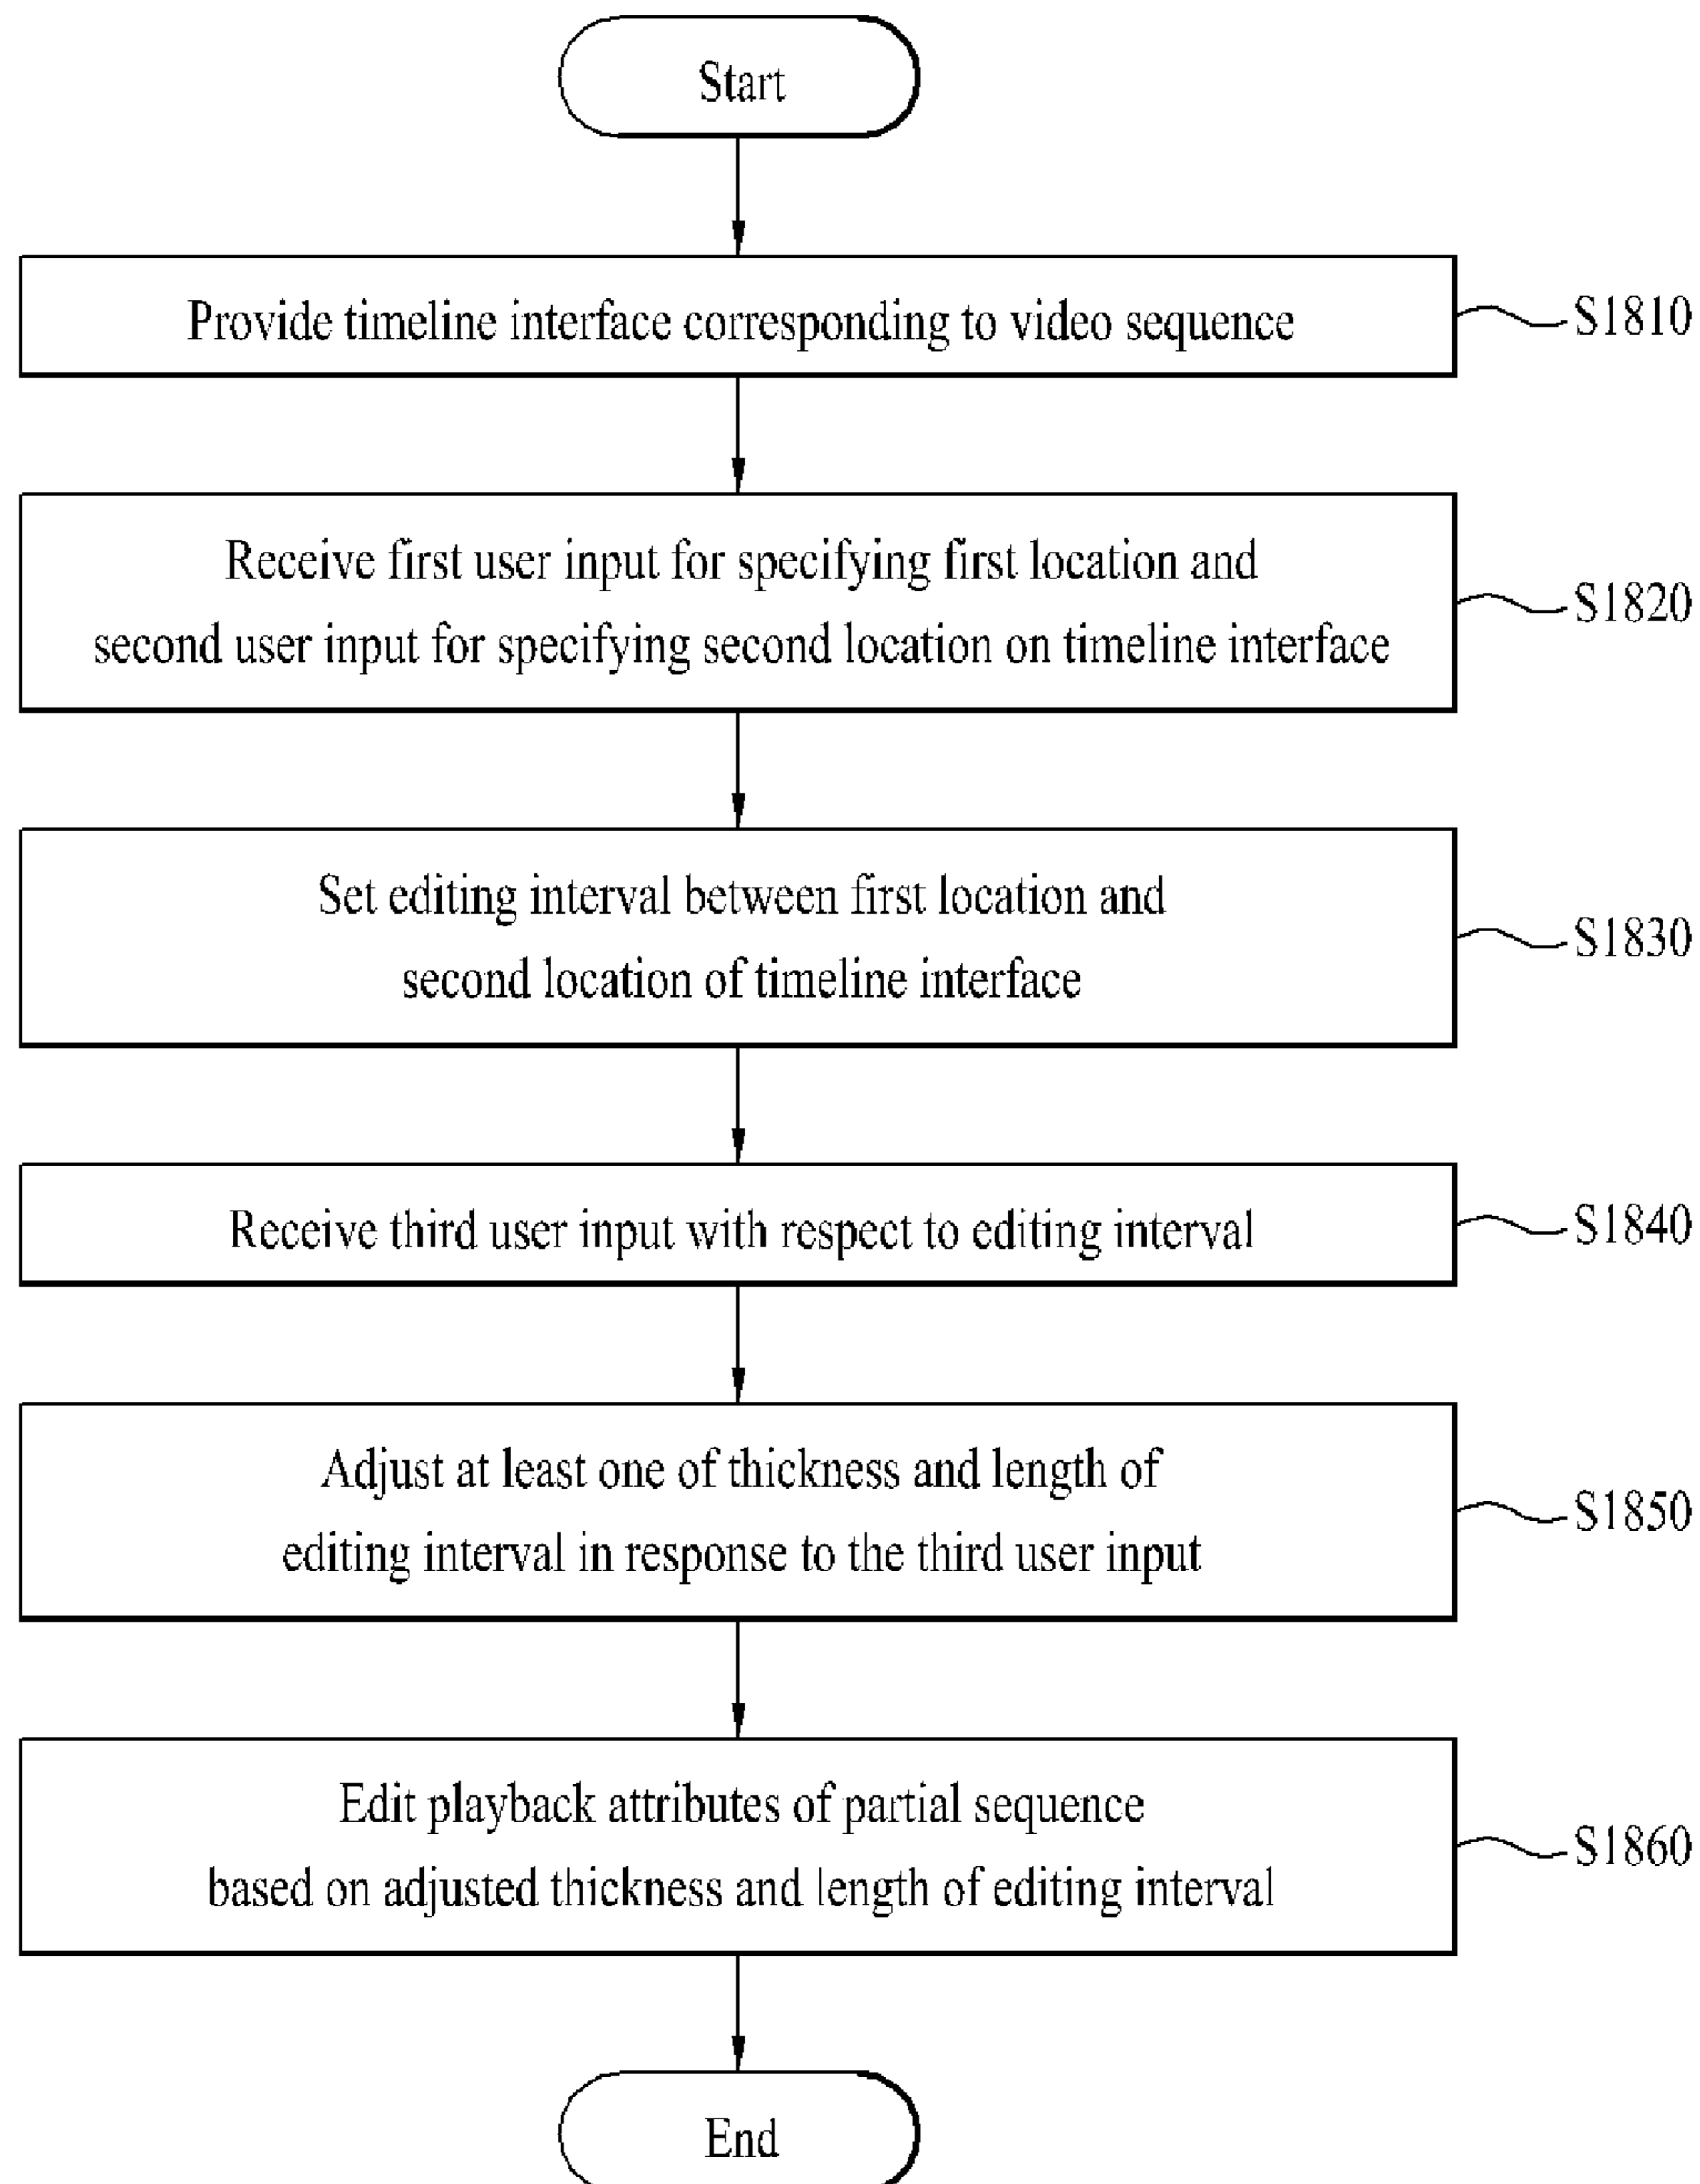 Start
Provide timeline interface corresponding to video sequence
S1810
Receive first user input for specifying first location and
second user input for specifying second location on timeline interface
S1820
Set editing interval between first location and
second location of timeline interface
S1830
Receive third user input with respect to editing interval
S1840
Adjust at least one of thickness and length of
editing interval in response to the third user input
S1850
Edit playback attributes of partial sequence
based on adjusted thickness and length of editing interval
S1860
End